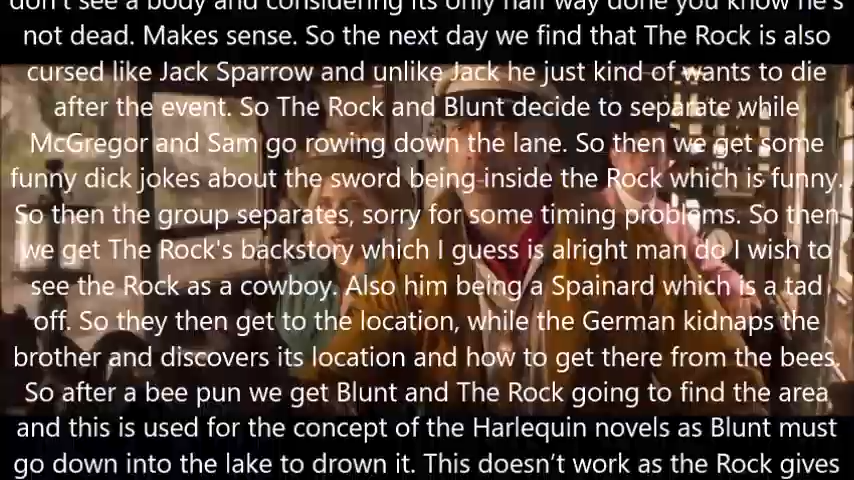 don't see a body and considering its only half way done you know he's
not dead. Makes sense. So the next day we find that The Rock is also
cursed like Jack Sparrow and unlike Jack he just kind of wants to die
after the event. So The Rock and Blunt decide to separate while
McGregor and Sam go rowing down the lane. So then we get some
funny dick jokes about the sword being inside the Rock which is funny.
So then the group separates, sorry for some timing problems. So then
we get The Rock's backstory which I guess is alright man do I wish to
see the Rock as a cowboy. Also him being a Spainard which is a tad
off. So they then get to the location, while the German kidnaps the
brother and discovers its location and how to get there from the bees.
So after a bee pun we get Blunt and The Rock going to find the area
and this is used for the concept of the Harlequin novels as Blunt must
go down into the lake to drown it. This doesn't work as the Rock gives